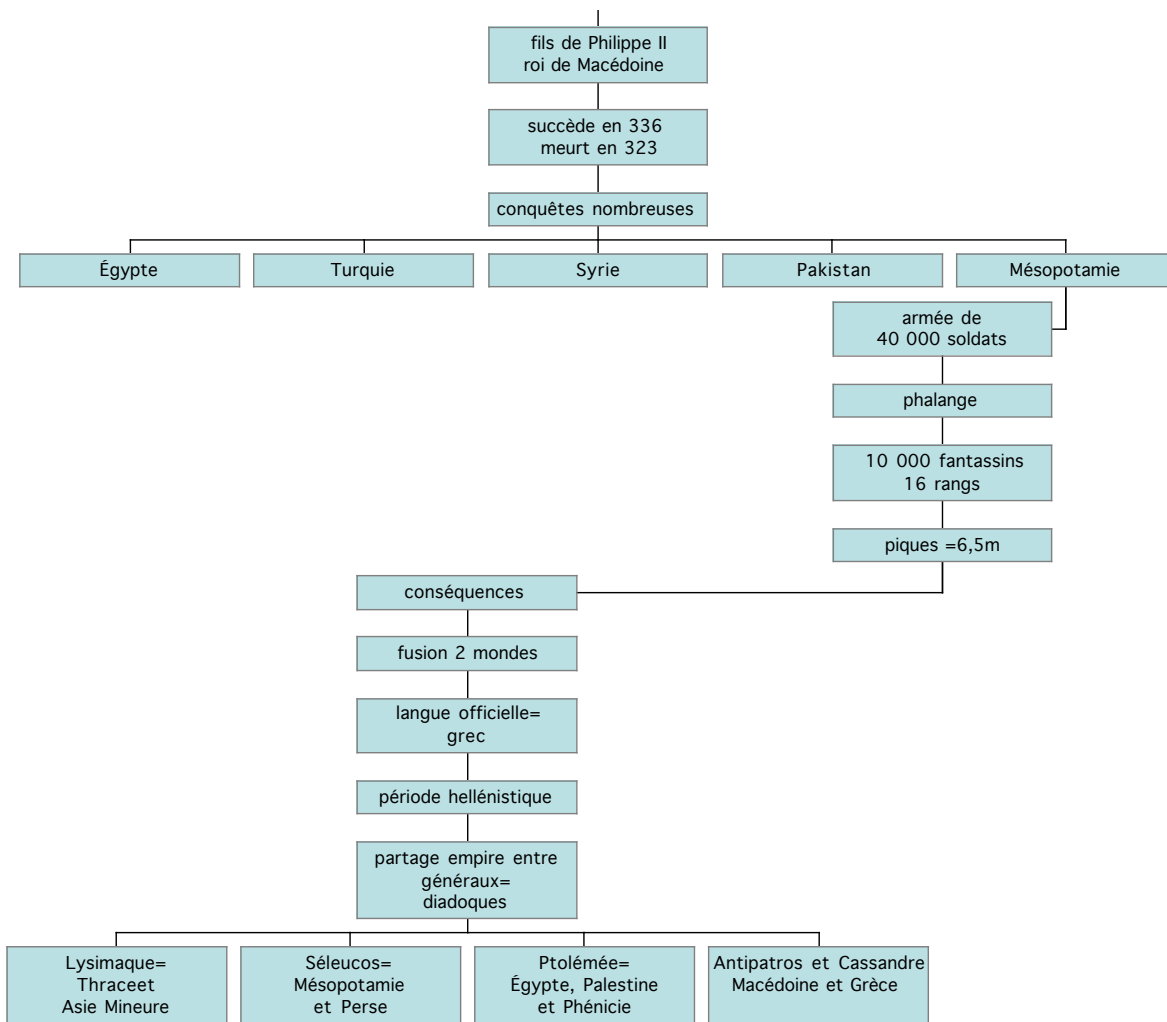 fils de Philippe II
roi de Macédoine
succède en 336
meurt en 323
conquêtes nombreuses
Égypte
Turquie
Syrie
Pakistan
Mésopotamie
armée de
40 000 soldats
phalange
10 000 fantassins
16 rangs
piques =6,5m
conséquences
fusion 2 mondes
langue officielle=
grec
période hellénistique
partage empire entre
généraux=
diadoques
Lysimaque=
Thraceet
Asie Mineure
Séleucos=
Mésopotamie
et Perse
Ptolémée=
Égypte, Palestine
et Phénicie
Antipatros et Cassandre
Macédoine et Grèce